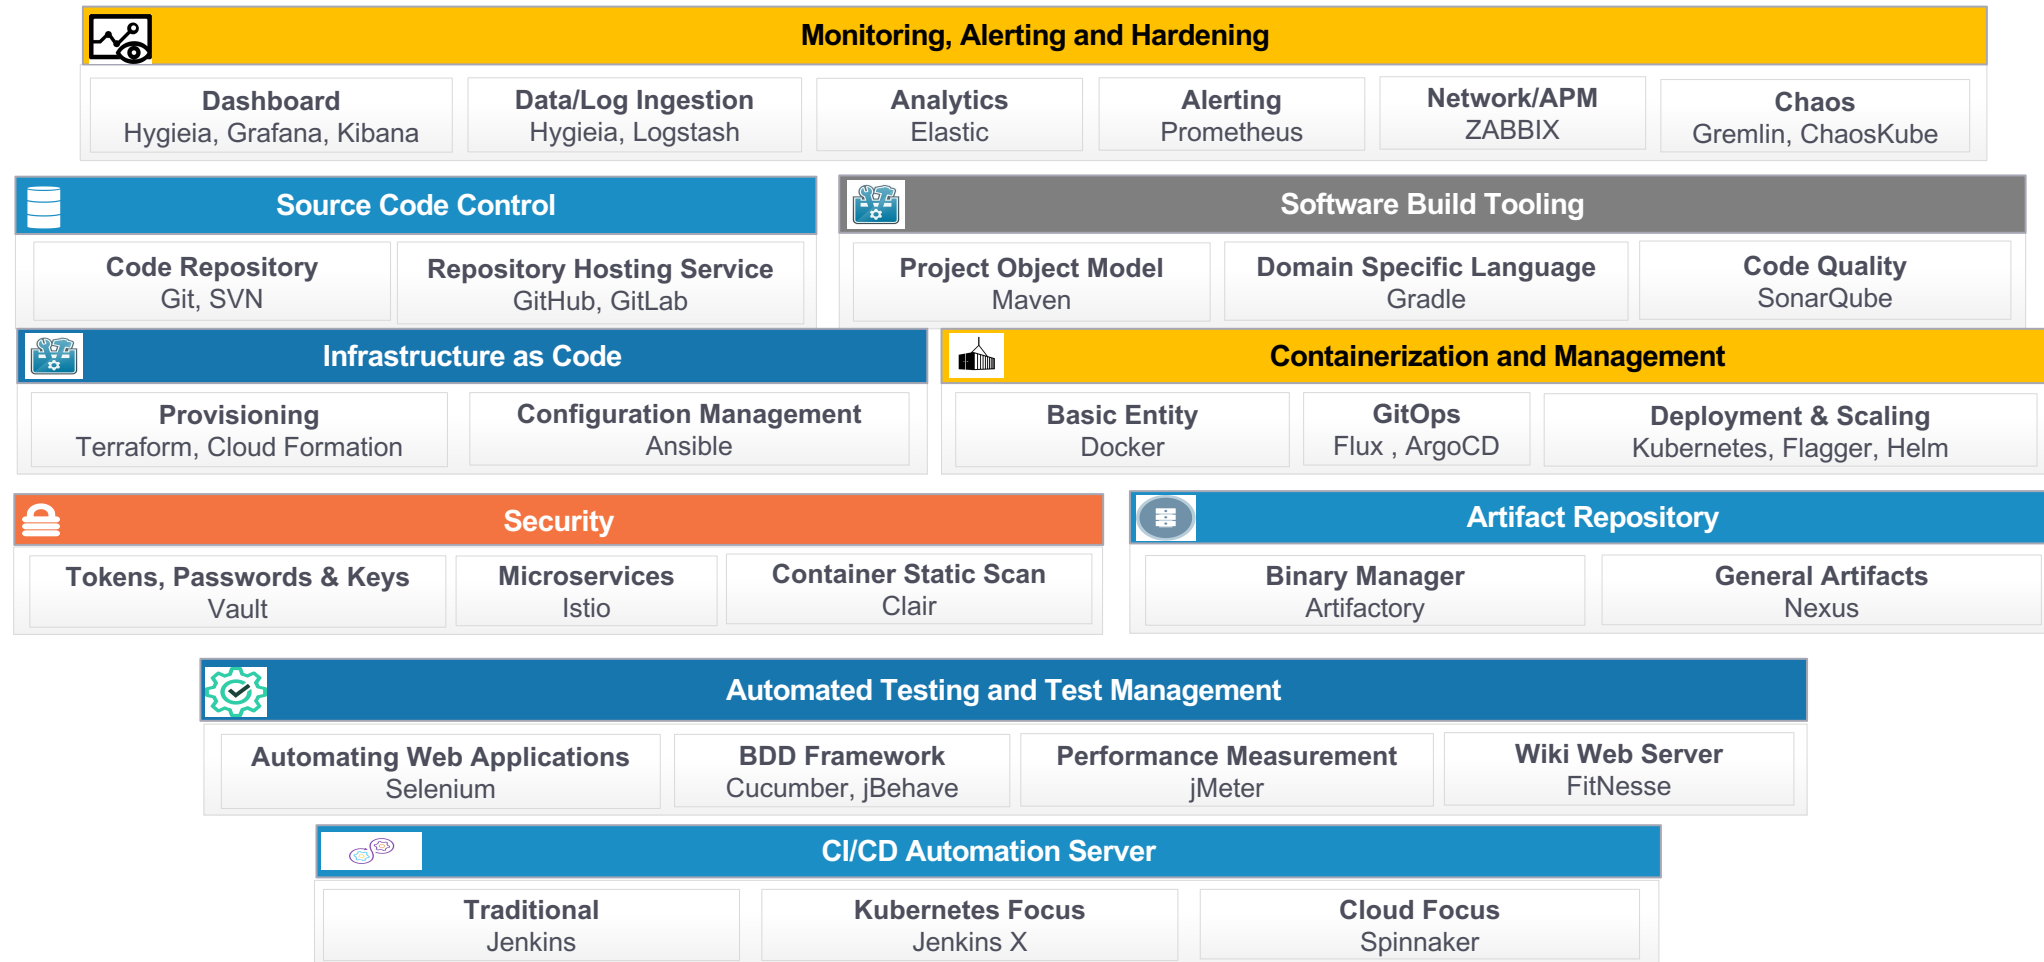 Monitoring, Alerting and Hardening
Dashboard
Hygieia, Grafana, Kibana
Data/Log Ingestion
Hygieia, Logstash
Analytics
Elastic
Alerting
Prometheus
Network/APM
ZABBIX
Chaos
Gremlin, ChaosKube
Source Code Control
Code Repository
Git, SVN
Repository Hosting Service
GitHub, GitLab
Software Build Tooling
Project Object Model
Maven
Domain Specific Language
Gradle
Code Quality
SonarQube
Infrastructure as Code
Provisioning
Terraform, Cloud Formation
Configuration Management
Ansible
Containerization and Management
Basic Entity
Docker
GitOps
Flux , ArgoCD
Deployment & Scaling
Kubernetes, Flagger, Helm
Security
Tokens, Passwords & Keys
Vault
Microservices
Istio
Container Static Scan
Clair
Artifact Repository
Binary Manager
Artifactory
General Artifacts
Nexus
Automated Testing and Test Management
Automating Web Applications
Selenium
BDD Framework
Cucumber, jBehave
Performance Measurement
jMeter
Wiki Web Server
FitNesse
CI/CD Automation Server
Traditional
Jenkins
Kubernetes Focus
Jenkins X
Cloud Focus
Spinnaker